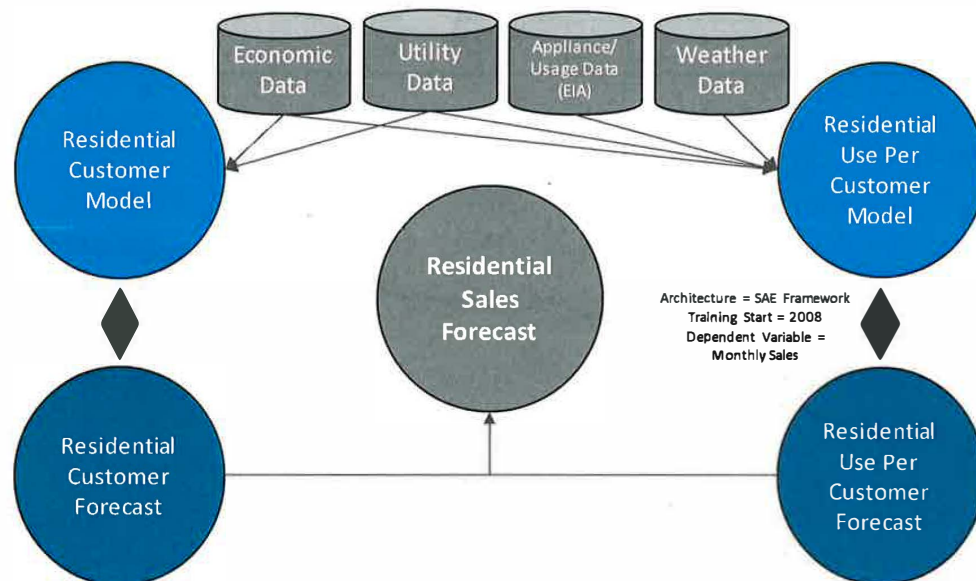 Economic
Data
Utility
Data
Appliance/
Usage Data
(EIA)
Weather
Data
Residential
Customer
Model
Residential
Use Per
Customer
Model
Residential
Sales
Forecast
Architecture = SAE Framework
Training Start = 2008
Dependent Variable =
Monthly Sales
Residential
Customer
Forecast
Residential
Use Per
Customer
Forecast